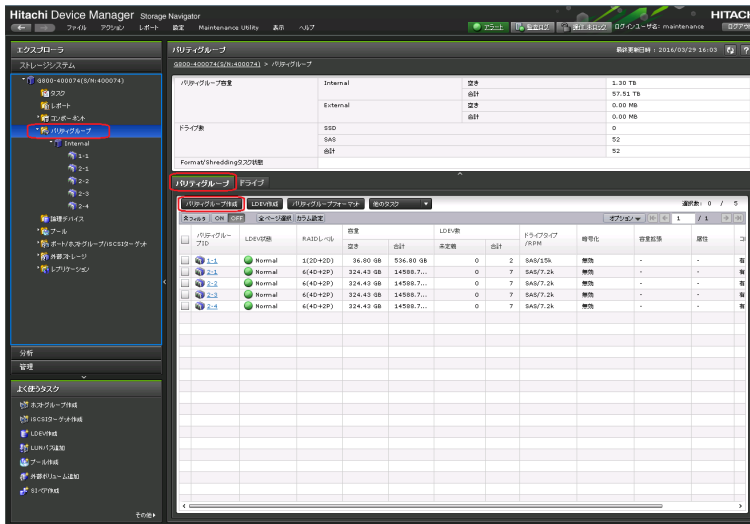 Hitachi Device Manager Storage Navigator
HITACH
ファイル アクション レポート 設定 Maintenance Utility 表示 ヘルプ
アラート 監査ログ ログインユーザ名: maintenance ログアウ
エクスプローラ
ストレージシステム
G800-400074(S/N:400074)
タスク
レポート
コンポーネント
パリティグループ
Internal
1-1
2-1
2-2
2-3
2-4
論理デバイス
プール
ポート/ホストグループ/iSCSIターゲット
外部ストレージ
レプリケーション
分析
管理
よく使うタスク
ホストグループ作成
iSCSIターゲット作成
LDEV作成
LUNパス追加
プール作成
外部ボリューム追加
SIペア作成
その他
パリティグループ
最終更新日時 : 2016/03/29 16:03
G800-400074(S/N:400074) > パリティグループ
パリティグループ容量 Internal 空き 1.30 TB
合計 57.51 TB
External 空き 0.00 MB
合計 0.00 MB
ドライブ数 SSD 0
SAS 52
合計 52
Format/Shreddingタスク状態
パリティグループ ドライブ
パリティグループ作成 LDEV作成 パリティグループフォーマット 他のタスク
選択数: 0 / 5
フィルタ ON OFF 全ページ選択 カラム設定 オプション 1 / 1
パリティグループID LDEV状態 RAIDレベル 容量 LDEV数 ドライブタイプ/RPM 暗号化 容量拡張 属性
空き 合計 未定義 合計
1-1 Normal 1(2D+2D) 36.80 GB 536.80 GB 0 2 SAS/15k 無効 - - 有
2-1 Normal 6(4D+2P) 324.43 GB 14588.7... 0 7 SAS/7.2k 無効 - - 有
2-2 Normal 6(4D+2P) 324.43 GB 14588.7... 0 7 SAS/7.2k 無効 - - 有
2-3 Normal 6(4D+2P) 324.43 GB 14588.7... 0 7 SAS/7.2k 無効 - - 有
2-4 Normal 6(4D+2P) 324.43 GB 14588.7... 0 7 SAS/7.2k 無効 - - 有